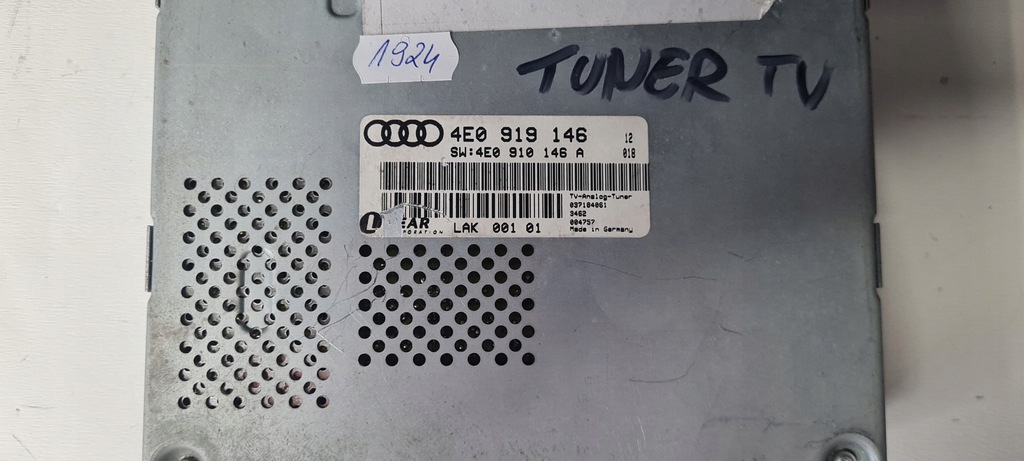 1924
TUNER TV
4E0 919 146
12
SW:4E0 910 146 A
018
TV-Analog-Tuner
037184061
3462
004757
Made in Germany
LAK 001 01